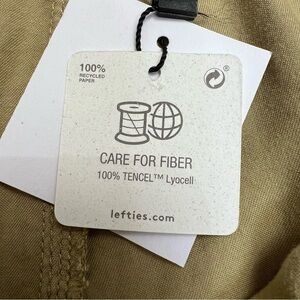 100%
RECYCLED
PAPER
®
CARE FOR FIBER
100% TENCEL™ Lyocell
lefties.com